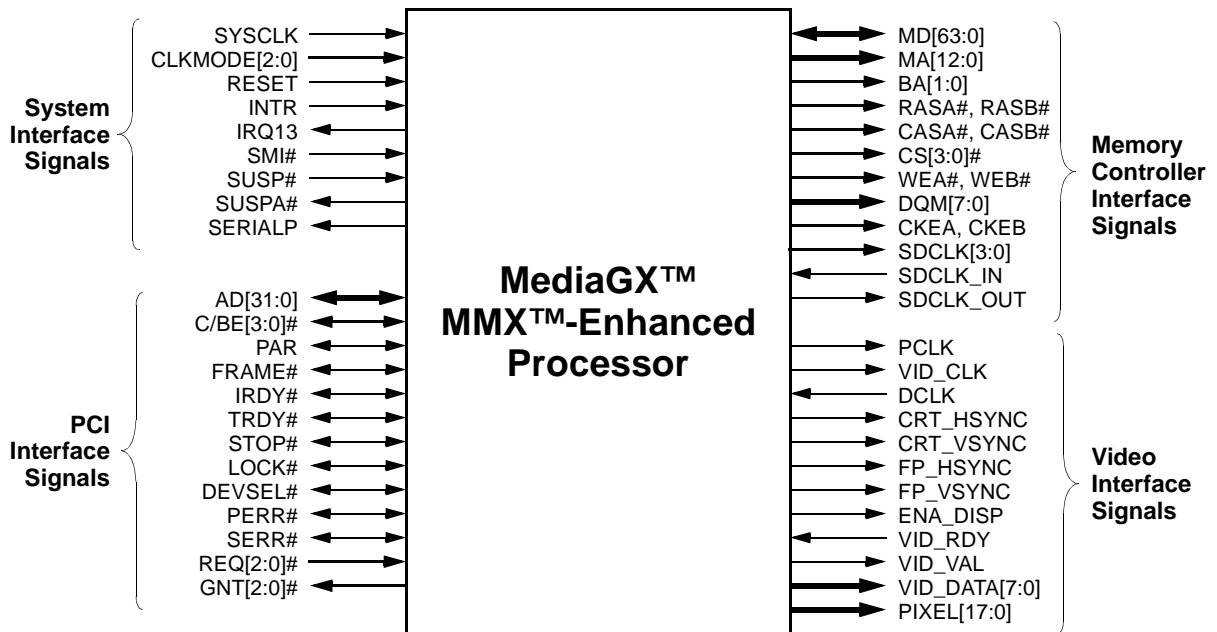 System
Interface
Signals
SYSCLK
CLKMODE[2:0]
RESET
INTR
IRQ13
SMI#
SUSP#
SUSPA#
SERIALP
PCI
Interface
Signals
AD[31:0]
C/BE[3:0]#
PAR
FRAME#
IRDY#
TRDY#
STOP#
LOCK#
DEVSEL#
PERR#
SERR#
REQ[2:0]#
GNT[2:0]#
MediaGX™
MMX™-Enhanced
Processor
MD[63:0]
MA[12:0]
BA[1:0]
RASA#, RASB#
CASA#, CASB#
CS[3:0]#
WEA#, WEB#
DQM[7:0]
CKEA, CKEB
SDCLK[3:0]
SDCLK_IN
SDCLK_OUT
Memory
Controller
Interface
Signals
PCLK
VID_CLK
DCLK
CRT_HSYNC
CRT_VSYNC
FP_HSYNC
FP_VSYNC
ENA_DISP
VID_RDY
VID_VAL
VID_DATA[7:0]
PIXEL[17:0]
Video
Interface
Signals